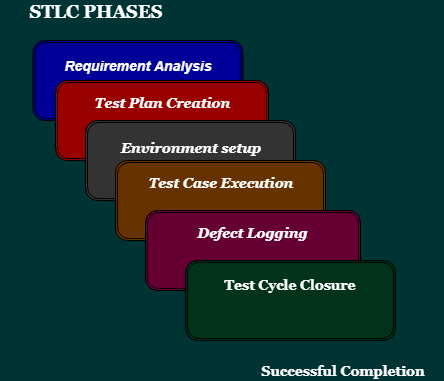 STLC PHASES
Requirement Analysis
Test Plan Creation
Environment setup
Test Case Execution
Defect Logging
Test Cycle Closure
Successful Completion